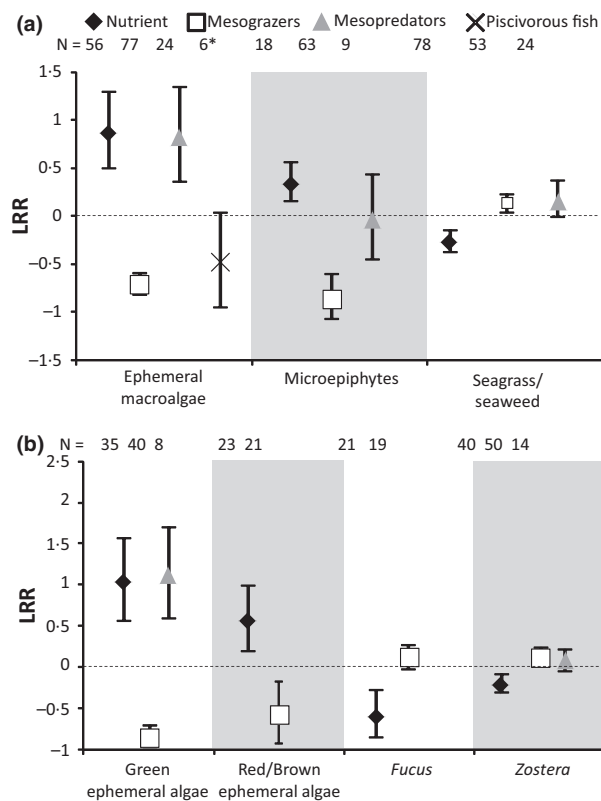 (a) Nutrient Mesograzers Mesopredators Piscivorous fish
N = 56 77 24 6* 18 63 9 78 53 24
1·5
1
0·5
0
−0·5
−1
−1·5
LRR
Ephemeral macroalgae
Microepiphytes
Seagrass/ seaweed
(b) N = 35 40 8 23 21 21 19 40 50 14
2·5
2
1·5
1
0·5
0
−0·5
−1
LRR
Green ephemeral algae
Red/Brown ephemeral algae
Fucus
Zostera